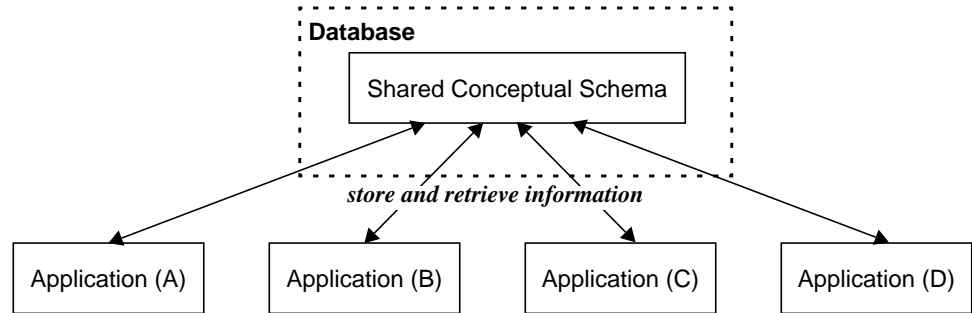 Database
Shared Conceptual Schema
store and retrieve information
Application (A)
Application (B)
Application (C)
Application (D)